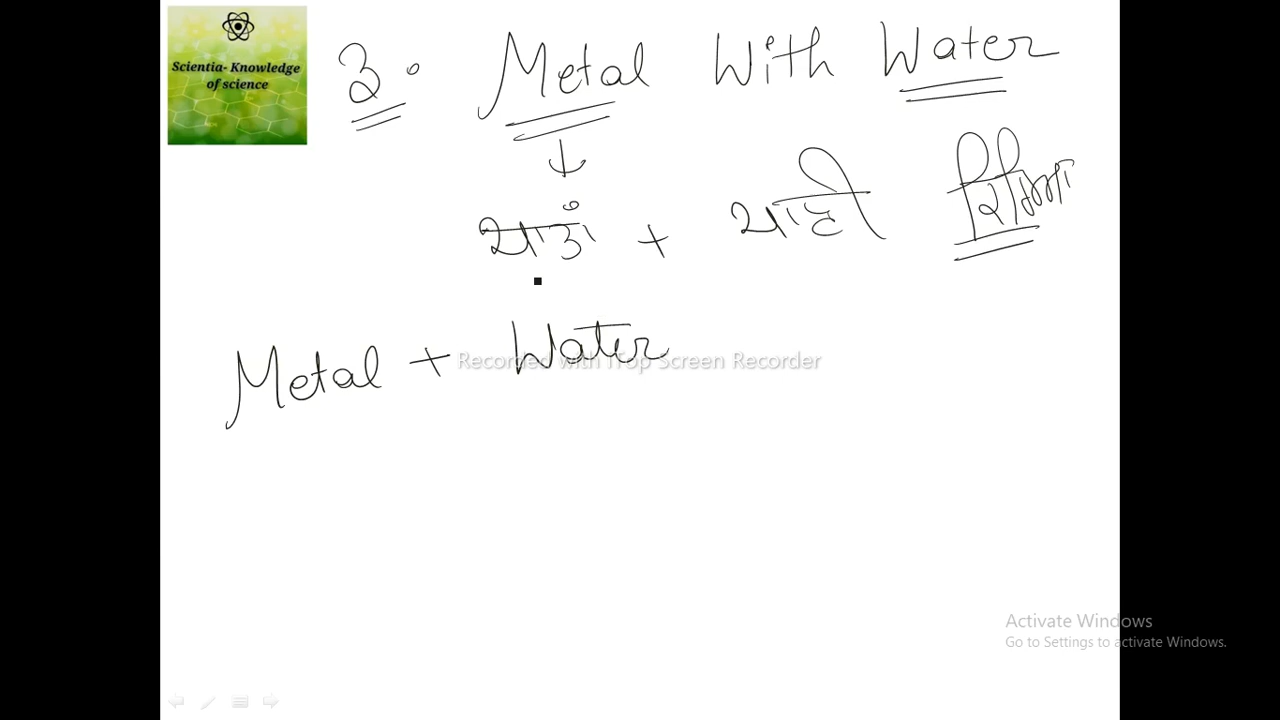 Scientia- Knowledge
of science
3. Metal With Water
ਧਾਤਾਂ + ਪਾਣੀ
Metal + Water
Recorded with iTop Screen Recorder
Activate Windows
Go to Settings to activate Windows.